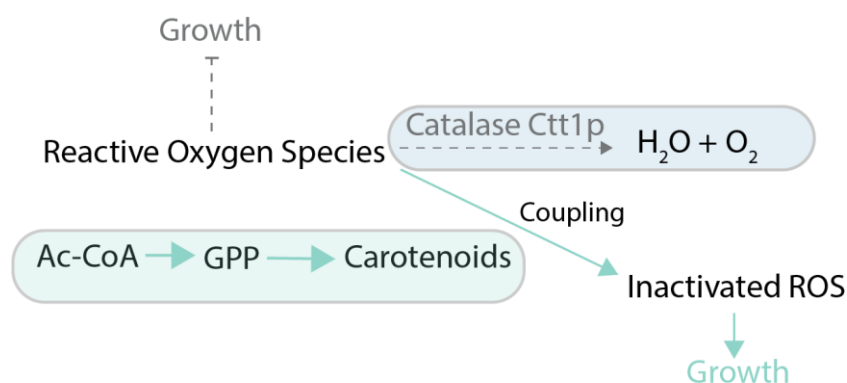 Growth
Catalase Ctt1p
Reactive Oxygen Species
H₂O + O₂
Coupling
Ac-CoA
GPP
Carotenoids
Inactivated ROS
Growth